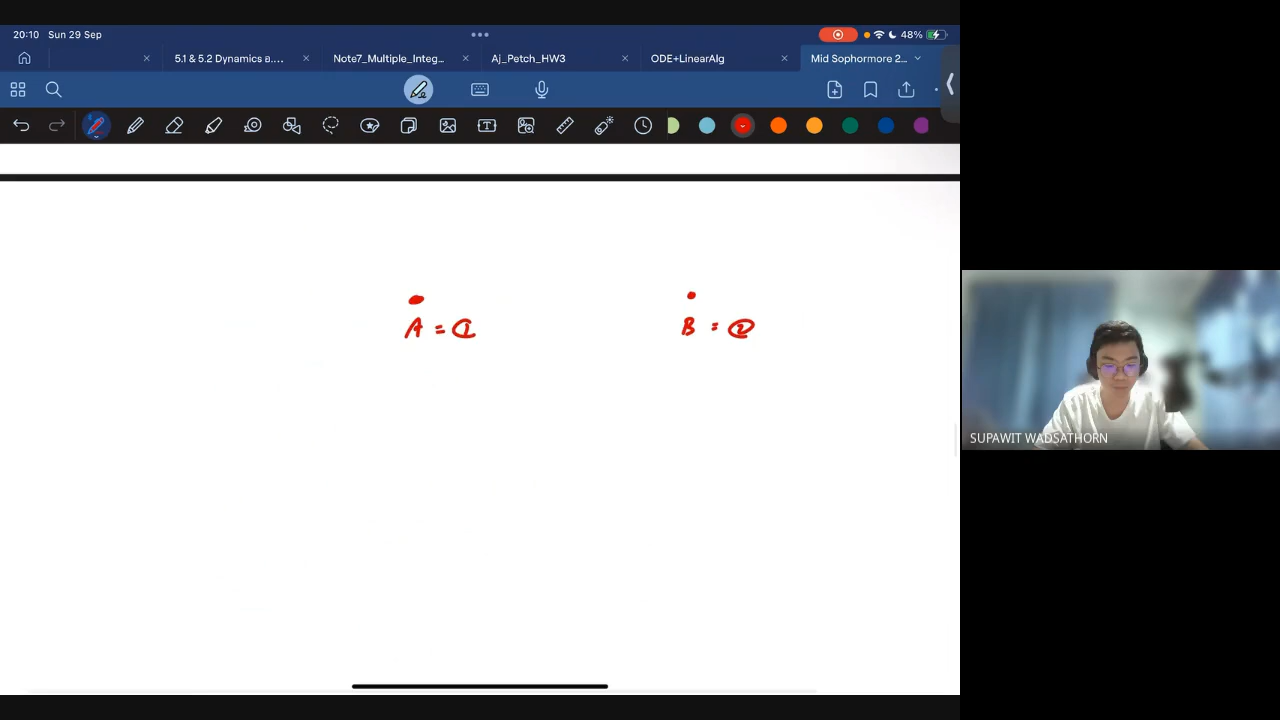 20:10 Sun 29 Sep
48%
5.1 & 5.2 Dynamics a....
Note7_Multiple_Integ...
Aj_Petch_HW3
ODE+LinearAlg
Mid Sophormore 2...
A = ①
B = ②
SUPAWIT WADSATHORN